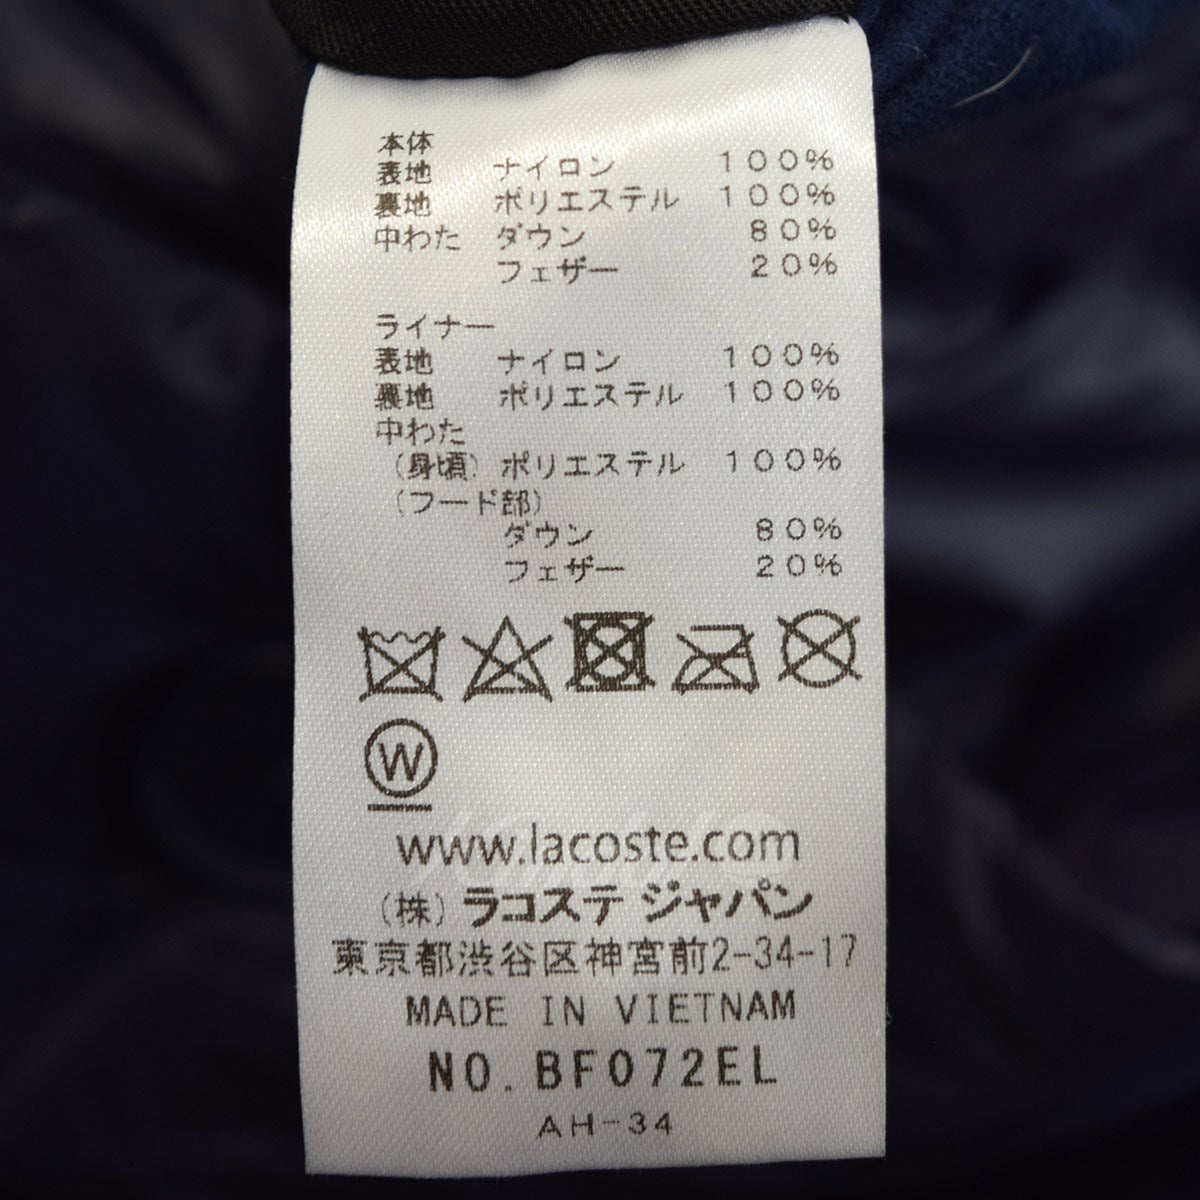 本体
表地 ナイロン 100%
裏地 ポリエステル 100%
中わた ダウン 80%
フェザー 20%
ライナー
表地 ナイロン 100%
裏地 ポリエステル 100%
中わた
(身頃) ポリエステル 100%
(フード部)
ダウン 80%
フェザー 20%
W
www.lacoste.com
(株) ラコステ ジャパン
東京都渋谷区神宮前2-34-17
MADE IN VIETNAM
NO. BF072EL
AH-34